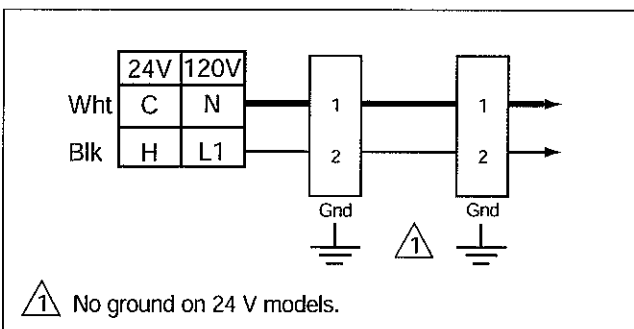 24V 120V
Wht C N 1 1
Blk H L1 2 2
Gnd Gnd
1
1 No ground on 24 V models.